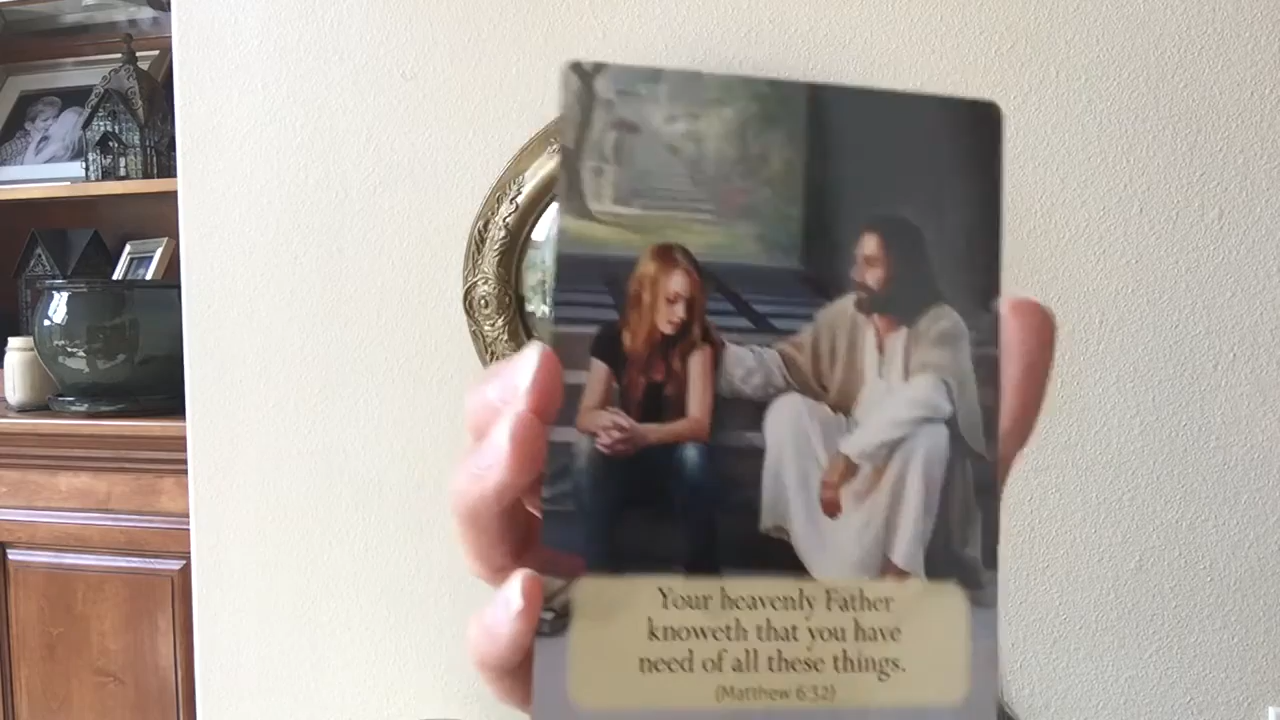 Your heavenly Father
knoweth that you have
need of all these things.
(Matthew 6:32)